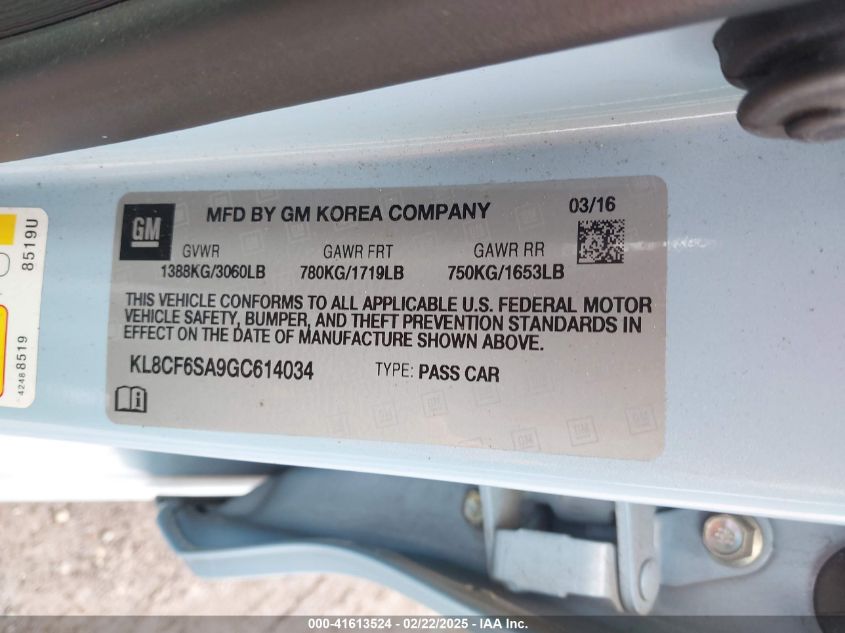 GM
MFD BY GM KOREA COMPANY
03/16
GVWR
GAWR FRT
GAWR RR
1388KG/3060LB
780KG/1719LB
750KG/1653LB
THIS VEHICLE CONFORMS TO ALL APPLICABLE U.S. FEDERAL MOTOR
VEHICLE SAFETY, BUMPER, AND THEFT PREVENTION STANDARDS IN
EFFECT ON THE DATE OF MANUFACTURE SHOWN ABOVE.
KL8CF6SA9GC614034
TYPE: PASS CAR
8519U
42488519
000-41613524 - 02/22/2025 - IAA Inc.